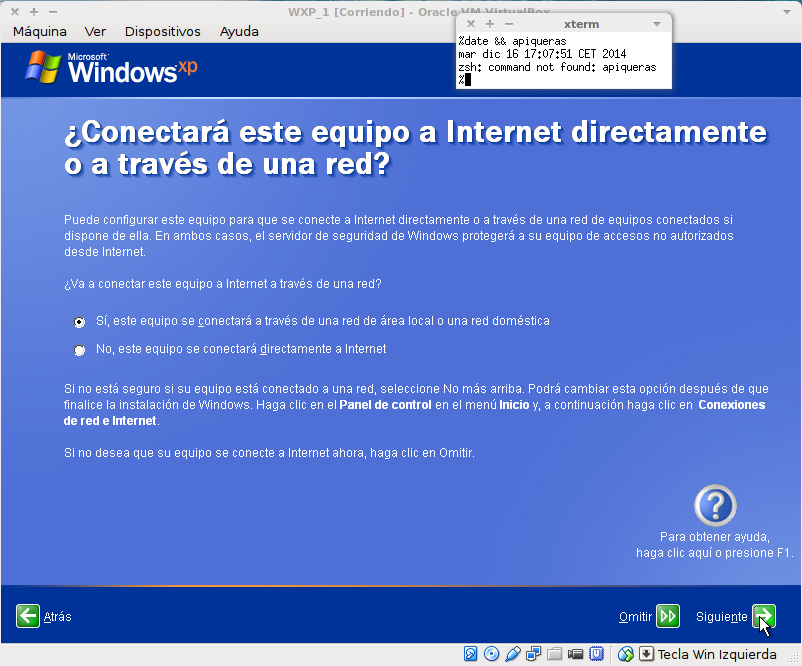 WXP_1 [Corriendo] - Oracle VM VirtualBox
Máquina Ver Dispositivos Ayuda
xterm
%date && apiqueras
mar dic 16 17:07:51 CET 2014
zsh: command not found: apiqueras
%
Microsoft
Windows xp
¿Conectará este equipo a Internet directamente
o a través de una red?
Puede configurar este equipo para que se conecte a Internet directamente o a través de una red de equipos conectados si
dispone de ella. En ambos casos, el servidor de seguridad de Windows protegerá a su equipo de accesos no autorizados
desde Internet.
¿Va a conectar este equipo a Internet a través de una red?
Sí, este equipo se conectará a través de una red de área local o una red doméstica
No, este equipo se conectará directamente a Internet
Si no está seguro si su equipo está conectado a una red, seleccione No más arriba. Podrá cambiar esta opción después de que
finalice la instalación de Windows. Haga clic en el Panel de control en el menú Inicio y, a continuación haga clic en Conexiones
de red e Internet.
Si no desea que su equipo se conecte a Internet ahora, haga clic en Omitir.
Para obtener ayuda,
haga clic aquí o presione F1.
Atrás
Omitir
Siguiente
Tecla Win Izquierda